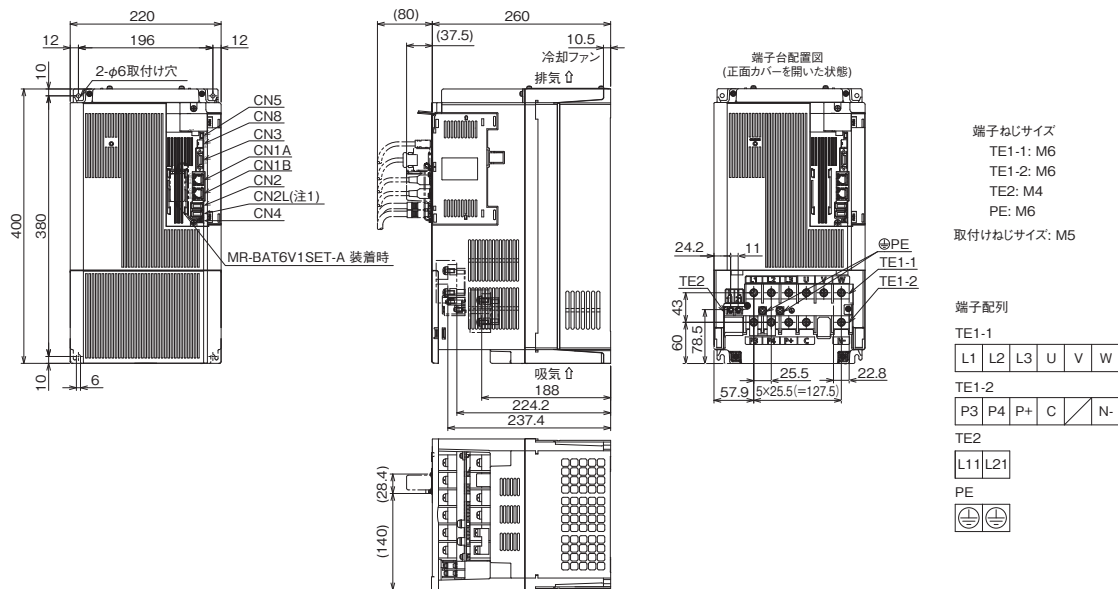 220
12
196
12
10
2-φ6取付け穴
CN5
CN8
CN3
CN1A
CN1B
CN2
CN2L(注1)
CN4
MR-BAT6V1SET-A 装着時
400
380
10
6
(80)
260
(37.5)
10.5
冷却ファン
排気
吸気
188
224.2
237.4
(28.4)
(140)
端子台配置図
(正面カバーを開いた状態)
24.2
11
PE
TE2
TE1-1
TE1-2
L1 L2 L3 U V W
P3 P4 P+ C N-
43
78.5
60
25.5
22.8
57.9
5×25.5(=127.5)
端子ねじサイズ
TE1-1: M6
TE1-2: M6
TE2: M4
PE: M6
取付けねじサイズ: M5
端子配列
TE1-1
L1 L2 L3 U V W
TE1-2
P3 P4 P+ C N-
TE2
L11 L21
PE